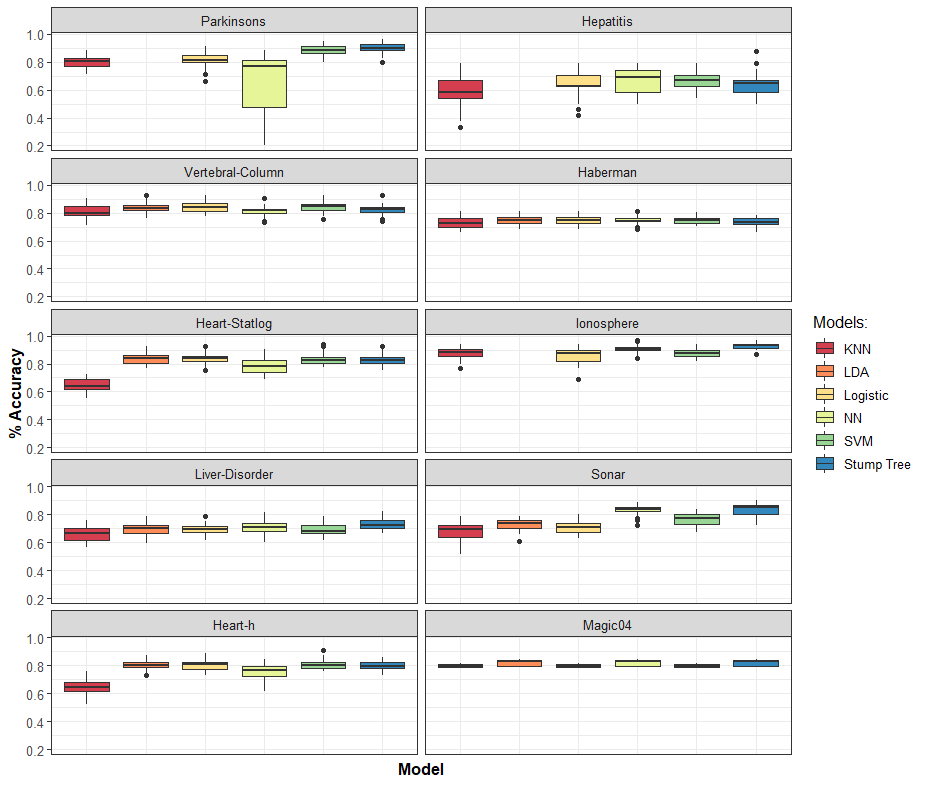 Parkinsons
Hepatitis
1.0
0.8
0.6
0.4
0.2
Vertebral-Column
Haberman
1.0
0.8
0.6
0.4
0.2
Heart-Statlog
Ionosphere
1.0
0.8
0.6
0.4
0.2
Liver-Disorder
Sonar
1.0
0.8
0.6
0.4
0.2
Heart-h
Magic04
1.0
0.8
0.6
0.4
0.2
% Accuracy
Model
Models:
KNN
LDA
Logistic
NN
SVM
Stump Tree